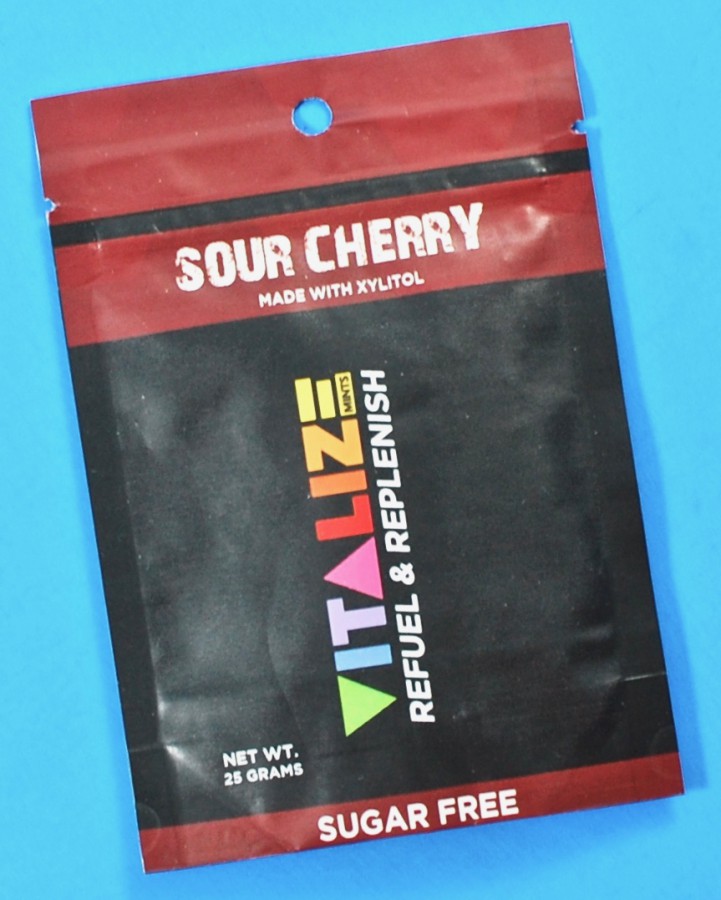 SOUR CHERRY
MADE WITH XYLITOL
VITALIZE
MINTS
REFUEL & REPLENISH
NET WT.
25 GRAMS
SUGAR FREE